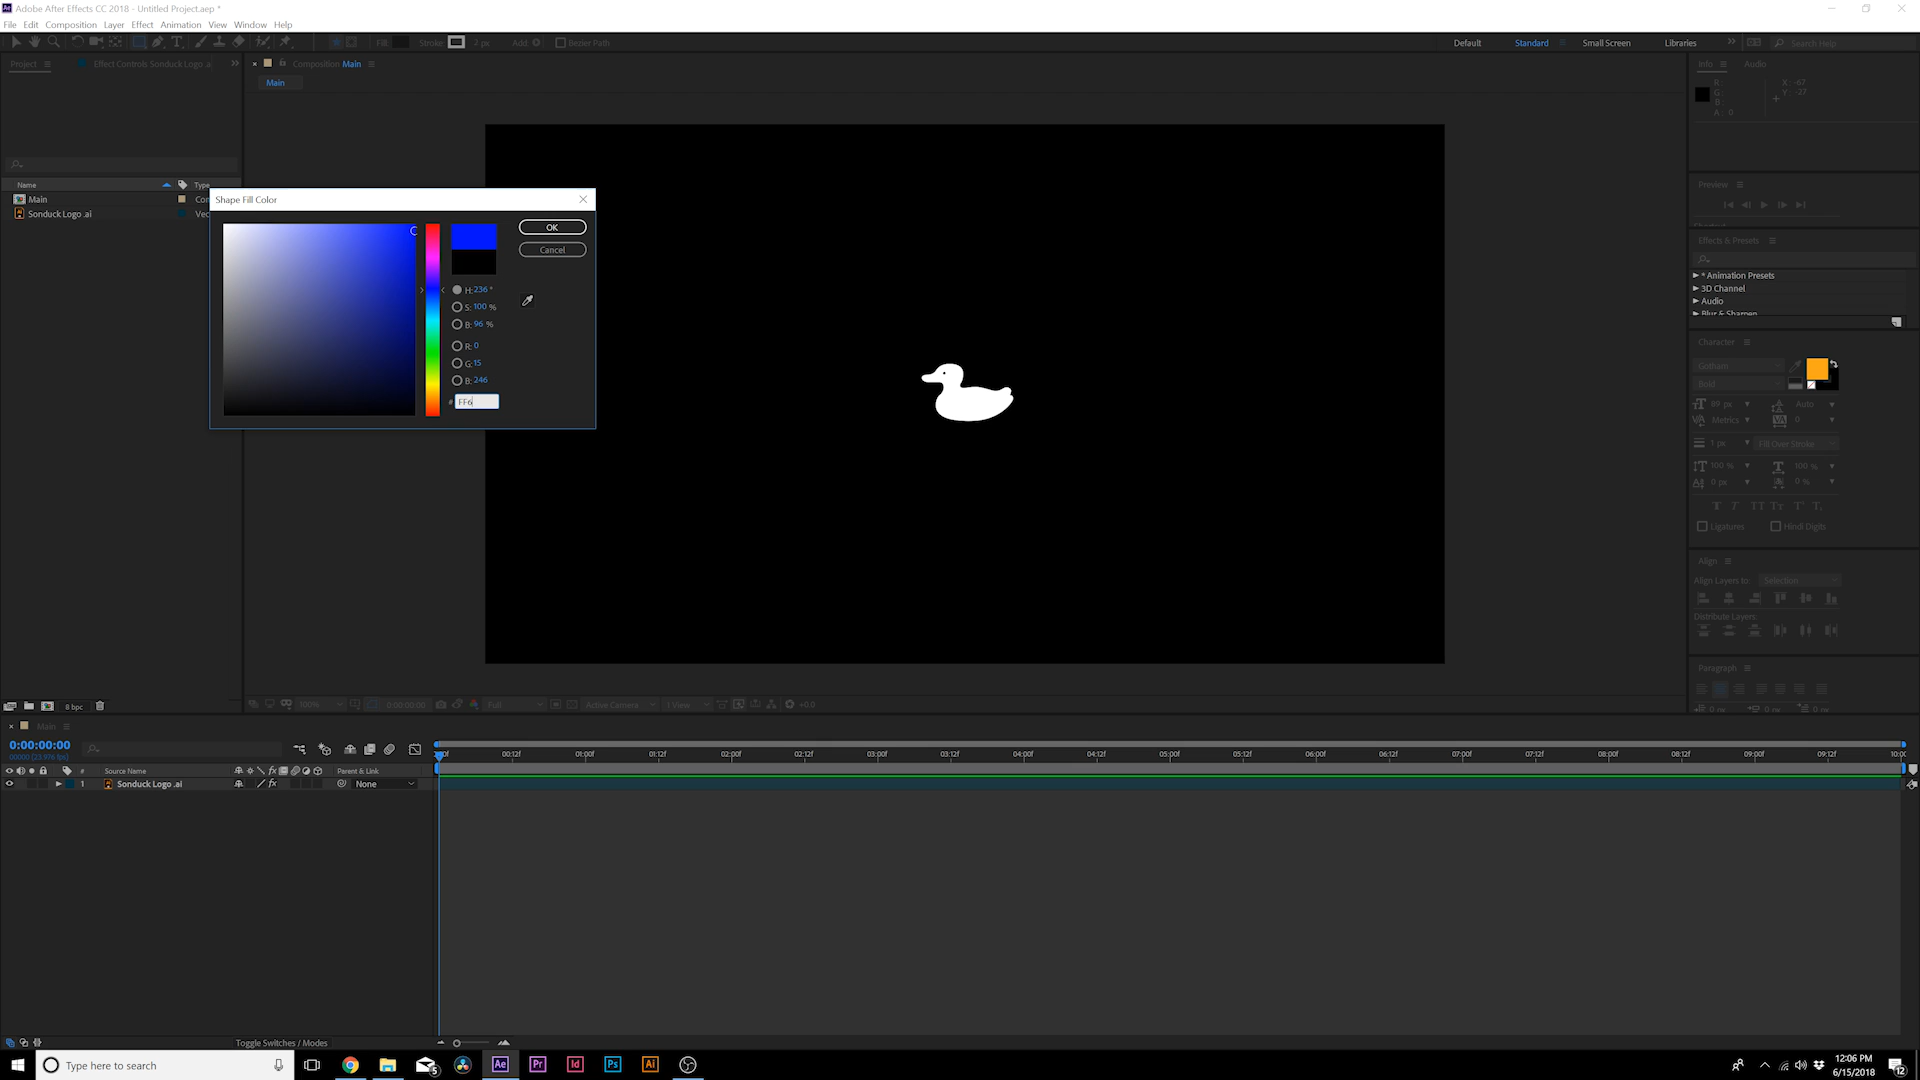 Adobe After Effects CC 2018 - Untitled Project.aep *
File Edit Composition Layer Effect Animation View Window Help
Fill Stroke 2 px Add Bezier Path
Default Standard Small Screen Libraries Search Help
Project Effect Controls Sonduck Logo .a
Composition Main
Main
Info Audio
R:
G:
B:
A: 0
X: -67
Y: -27
Name Type
Main Con
Sonduck Logo .ai Vec
Preview
Effects & Presets
* Animation Presets
3D Channel
Audio
Blur & Sharpen
Shape Fill Color
OK
Cancel
H: 236 °
S: 100 %
B: 96 %
R: 0
G: 15
B: 246
# FF6
Character
Gotham
Bold
89 px Auto
Metrics 0
1 px Fill Over Stroke
100 % 100 %
0 px 0 %
Ligatures Hindi Digits
Align
Align Layers to: Selection
Distribute Layers:
Paragraph
0 px 0 px 0 px
8 bpc
100% 0:00:00:00 Full Active Camera 1 View +0.0
Main
0:00:00:00
00000 (23.976 fps)
00:12f 01:00f 01:12f 02:00f 02:12f 03:00f 03:12f 04:00f 04:12f 05:00f 05:12f 06:00f 06:12f 07:00f 07:12f 08:00f 08:12f 09:00f 09:12f 10:00
# Source Name Parent & Link
1 Sonduck Logo .ai None
Toggle Switches / Modes
Type here to search
5
Ae Pr Id Ps Ai
12:06 PM
6/15/2018
12